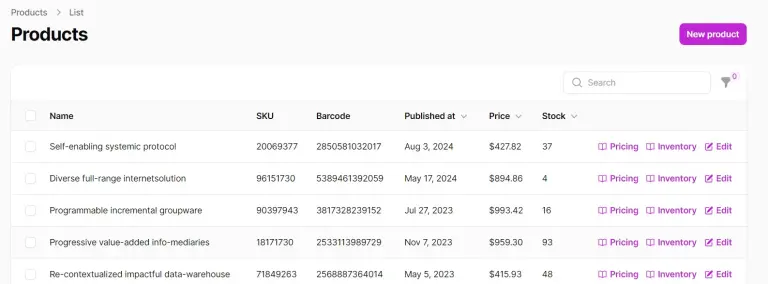 Products > List
Products
New product
Search
0
Name SKU Barcode Published at Price Stock
Self-enabling systemic protocol 20069377 2850581032017 Aug 3, 2024 $427.82 37 Pricing Inventory Edit
Diverse full-range internetsolution 96151730 5389461392059 May 17, 2024 $894.86 4 Pricing Inventory Edit
Programmable incremental groupware 90397943 3817328239152 Jul 27, 2023 $993.42 16 Pricing Inventory Edit
Progressive value-added info-mediaries 18171730 2533113989729 Nov 7, 2023 $959.30 93 Pricing Inventory Edit
Re-contextualized impactful data-warehouse 71849263 2568887364014 May 5, 2023 $415.93 48 Pricing Inventory Edit